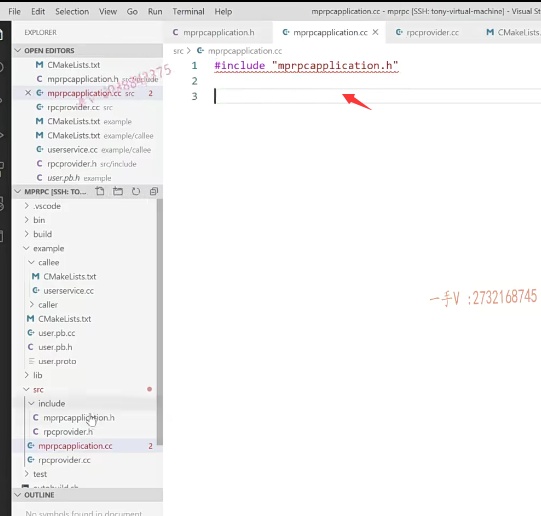 File Edit Selection View Go Run Terminal Help mprpcapplication.cc - mprpc [SSH: tony-virtual-machine] - Visual St
EXPLORER
mprpcapplication.h
mprpcapplication.cc
rpcprovider.cc
CMakeLists.
src > mprpcapplication.cc
OPEN EDITORS
CMakeLists.txt
mprpcapplication.h src/include
mprpcapplication.cc src 2
rpcprovider.cc src
CMakeLists.txt example
CMakeLists.txt example/callee
userservice.cc example/callee
rpcprovider.h src/include
user.pb.h example
1 #include "mprpcapplication.h"
2
3
MPRPC [SSH: TO...
.vscode
bin
build
example
callee
CMakeLists.txt
userservice.cc
caller
CMakeLists.txt
user.pb.cc
user.pb.h
user.proto
lib
src
include
mprpcapplication.h
rpcprovider.h
mprpcapplication.cc 2
rpcprovider.cc
test
autobuild.sh
OUTLINE
No symbols found in document
一手V :2732168745